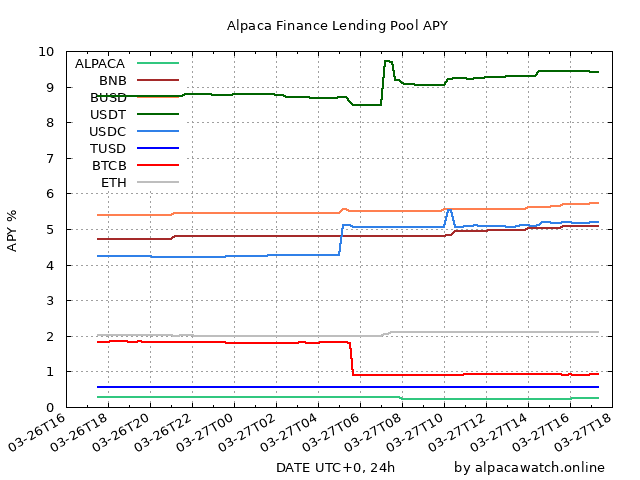 Alpaca Finance Lending Pool APY
APY %
10
9
8
7
6
5
4
3
2
1
0
ALPACA
BNB
BUSD
USDT
USDC
TUSD
BTCB
ETH
03-26T16
03-26T18
03-26T20
03-26T22
03-27T00
03-27T02
03-27T04
03-27T06
03-27T08
03-27T10
03-27T12
03-27T14
03-27T16
03-27T18
DATE UTC+0, 24h
by alpacawatch.online